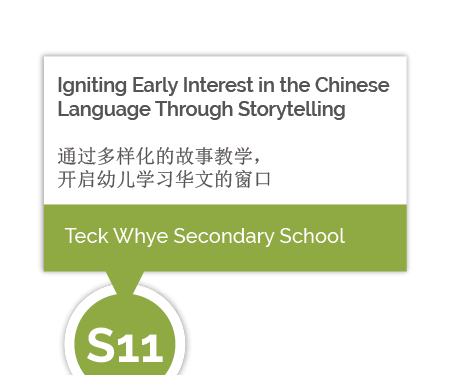 Igniting Early Interest in the Chinese
Language Through Storytelling
通过多样化的故事教学，
开启幼儿学习华文的窗口
Teck Whye Secondary School
S11